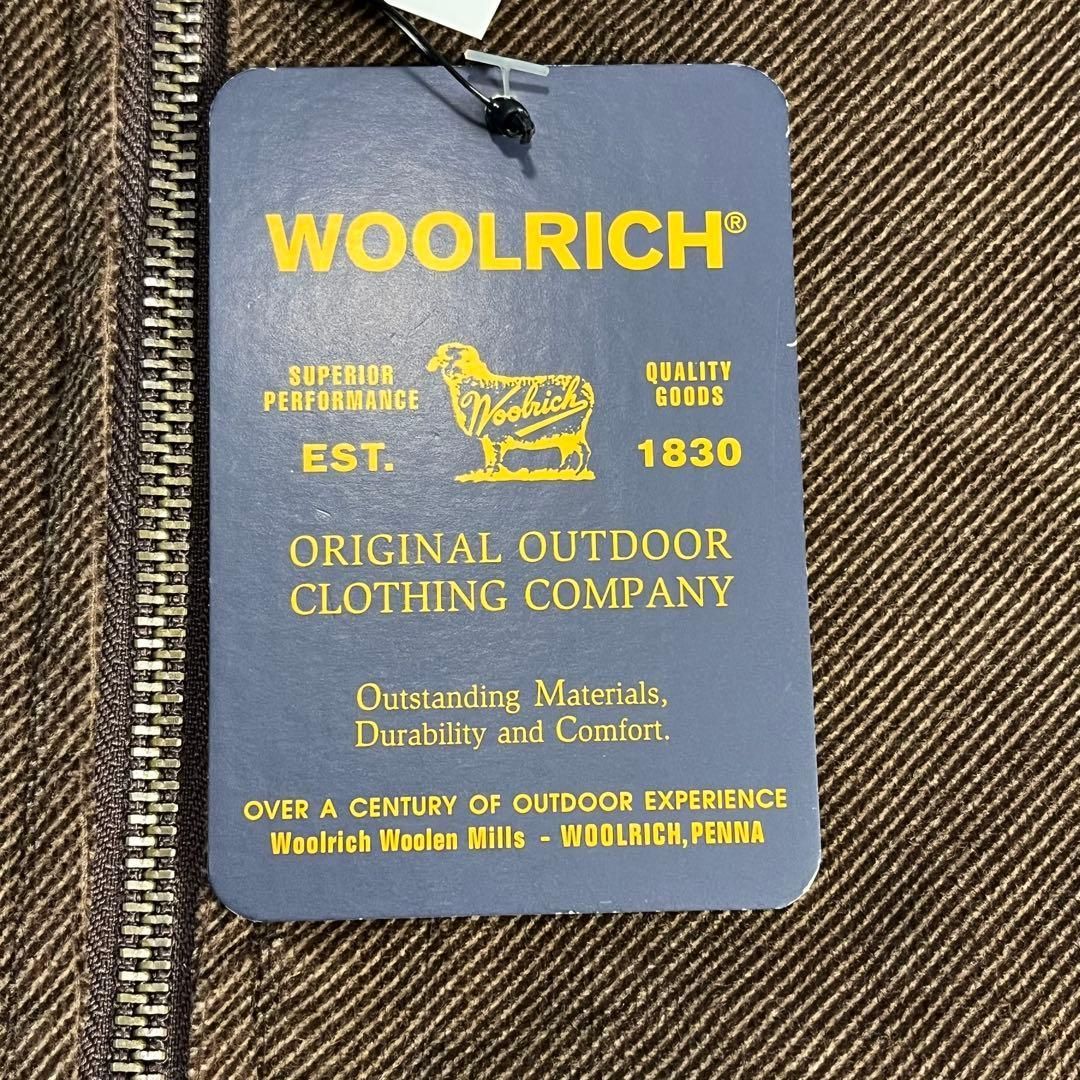 WOOLRICH®
SUPERIOR
PERFORMANCE
Woolrich
QUALITY
GOODS
EST.
1830
ORIGINAL OUTDOOR
CLOTHING COMPANY
Outstanding Materials,
Durability and Comfort.
OVER A CENTURY OF OUTDOOR EXPERIENCE
Woolrich Woolen Mills - WOOLRICH, PENNA